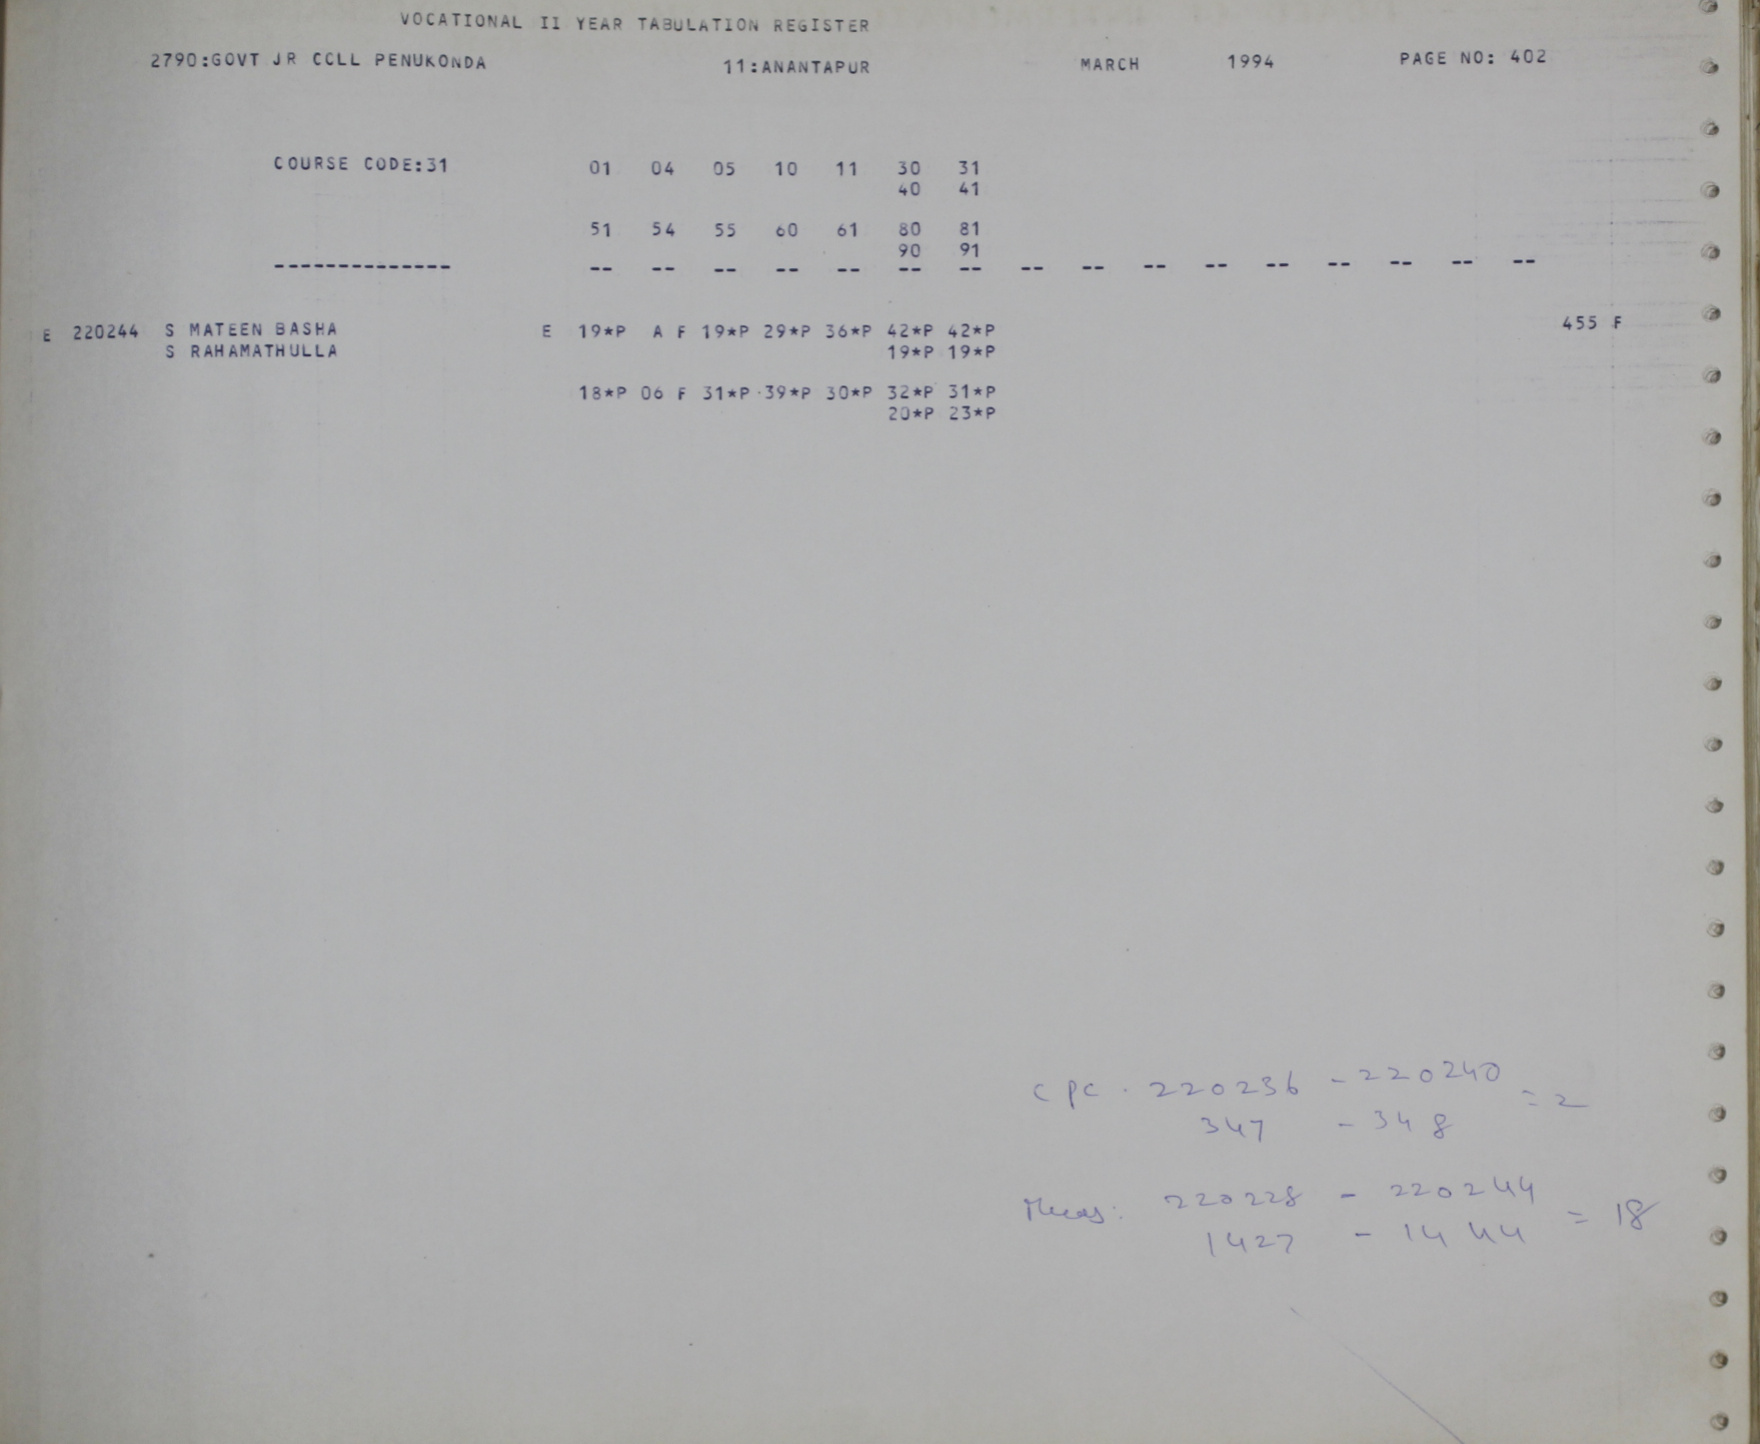 VOCATIONAL II YEAR TABULATION REGISTER
2790:GOVT JR CCLL PENUKONDA 11:ANANTAPUR MARCH 1994 PAGE NO: 402
COURSE CODE:31 01 04 05 10 11 30 31
40 41
51 54 55 60 61 80 81
90 91
-------------- -- -- -- -- -- -- -- -- -- -- -- -- -- -- -- --
E 220244 S MATEEN BASHA E 19*P A F 19*P 29*P 36*P 42*P 42*P 455 F
S RAHAMATHULLA 19*P 19*P
18*P 06 F 31*P 39*P 30*P 32*P 31*P
20*P 23*P
CPC . 220236 - 220240 = 2
347 - 348
220228 - 220244 = 18
1427 - 1444